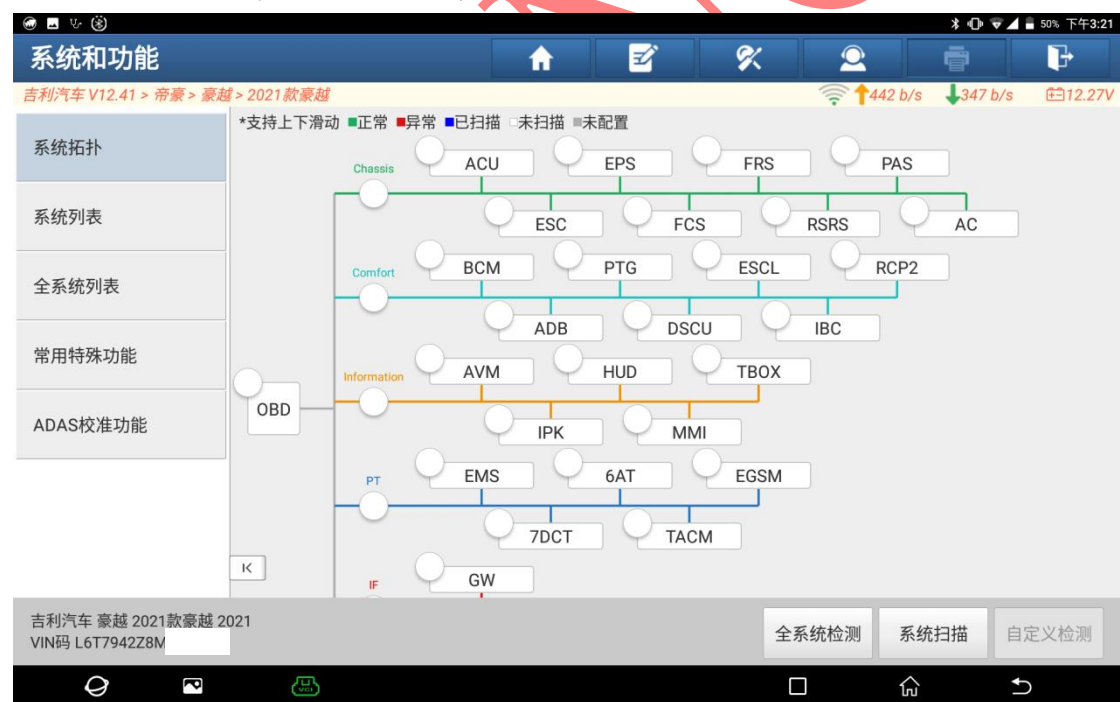 50% 下午3:21
系统和功能
吉利汽车 V12.41 > 帝豪 > 豪越 > 2021款豪越
442 b/s 347 b/s 12.27V
系统拓扑
系统列表
全系统列表
常用特殊功能
ADAS校准功能
*支持上下滑动 正常 异常 已扫描 未扫描 未配置
OBD
Chassis
ACU EPS FRS PAS
ESC FCS RSRS AC
Comfort
BCM PTG ESCL RCP2
ADB DSCU IBC
Information
AVM HUD TBOX
IPK MMI
PT
EMS 6AT EGSM
7DCT TACM
IF
GW
吉利汽车 豪越 2021款豪越 2021
VIN码 L6T7942Z8M
全系统检测 系统扫描 自定义检测
VCI